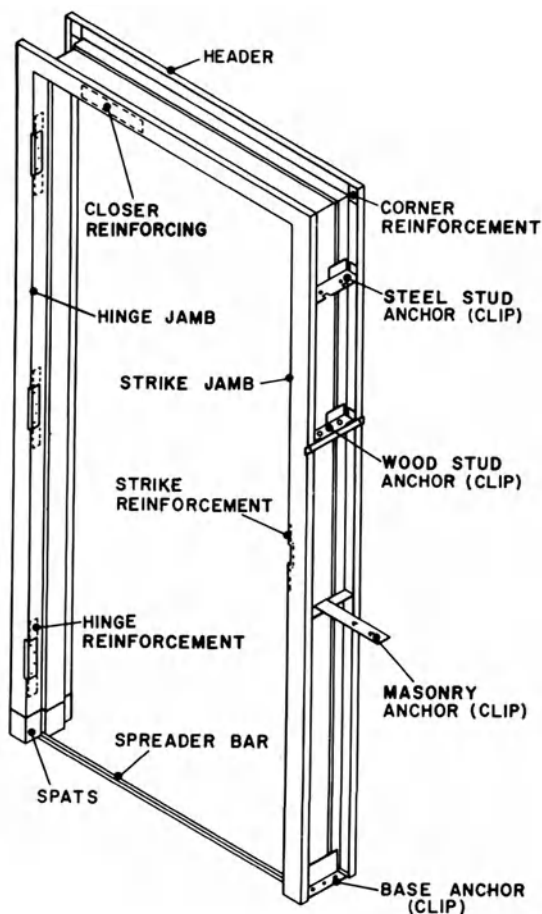 HEADER
CLOSER
REINFORCING
CORNER
REINFORCEMENT
HINGE JAMB
STEEL STUD
ANCHOR (CLIP)
STRIKE JAMB
WOOD STUD
ANCHOR (CLIP)
STRIKE
REINFORCEMENT
HINGE
REINFORCEMENT
MASONRY
ANCHOR (CLIP)
SPREADER BAR
SPATS
BASE ANCHOR
(CLIP)